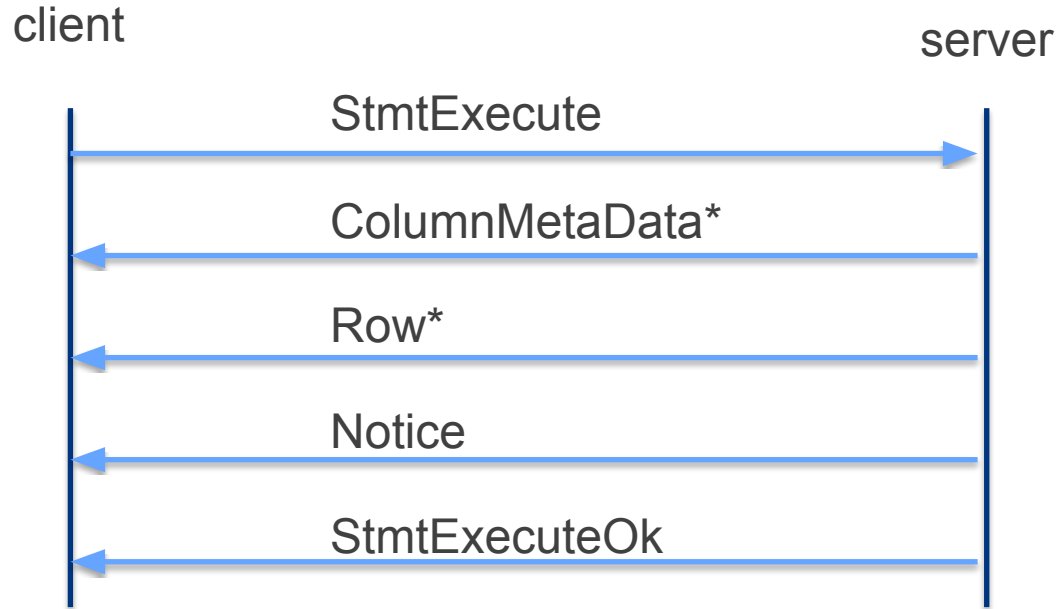 client
server
StmtExecute
ColumnMetaData*
Row*
Notice
StmtExecuteOk